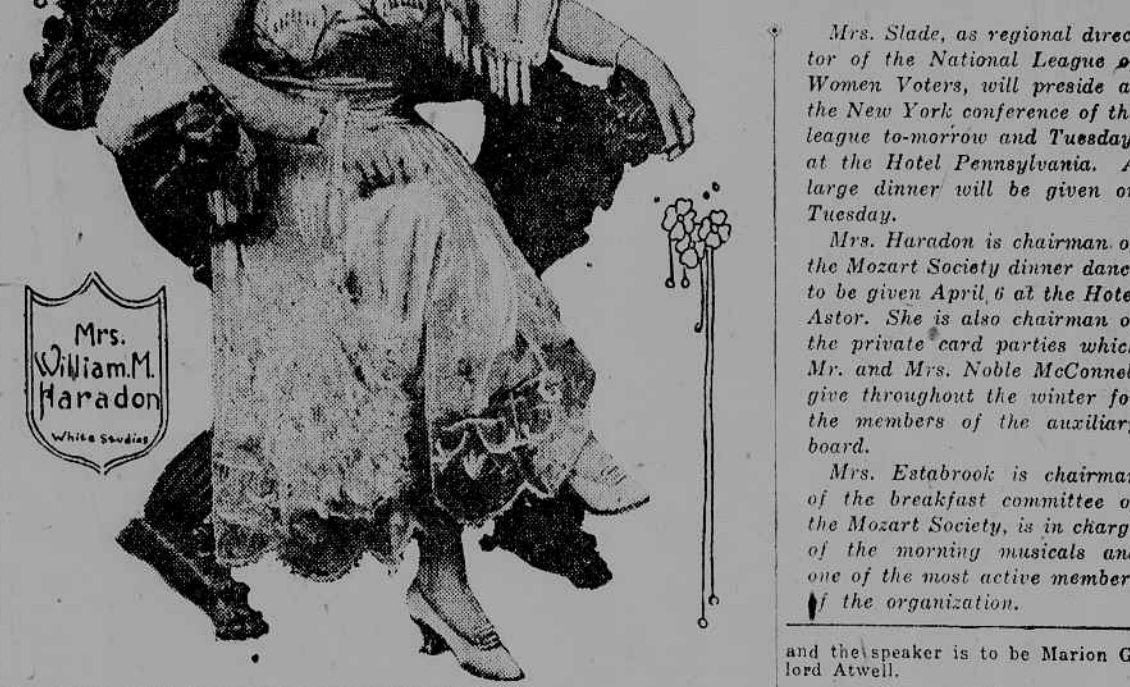 Mrs.
William. M.
Haradon
White Studios
Mrs. Slade, as regional direc
tor of the National League o
Women Voters, will preside a
the New York conference of th
league to-morrow and Tuesday
at the Hotel Pennsylvania. A
large dinner will be given o
Tuesday.
Mrs. Haradon is chairman o
the Mozart Society dinner danc
to be given April 6 at the Hote
Astor. She is also chairman o
the private card parties whic
Mr. and Mrs. Noble McConnel
give throughout the winter fo
the members of the auxiliary
board.
Mrs. Estabrook is chairma
of the breakfast committee o
the Mozart Society, is in charg
of the morning musicals an
one of the most active member
of the organization.
and the speaker is to be Marion G
lord Atwell.